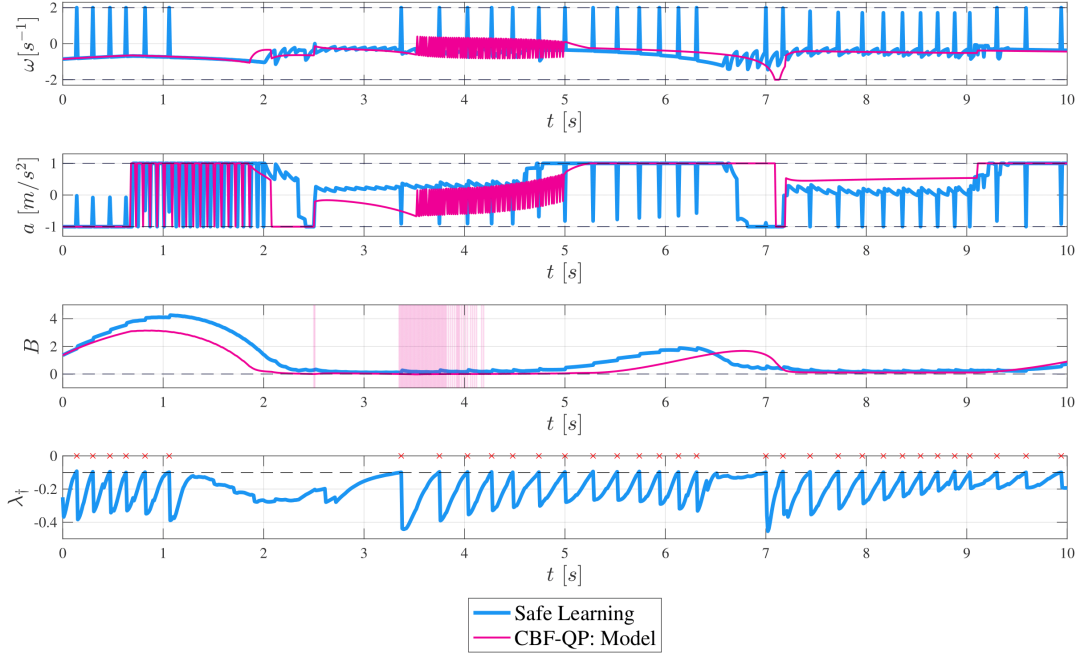 2
0
-2
ω [s⁻¹]
0 1 2 3 4 5 6 7 8 9 10
t [s]
1
0
-1
a [m/s²]
0 1 2 3 4 5 6 7 8 9 10
t [s]
4
2
0
B
0 1 2 3 4 5 6 7 8 9 10
t [s]
0
-0.2
-0.4
λ†
0 1 2 3 4 5 6 7 8 9 10
t [s]
Safe Learning
CBF-QP: Model